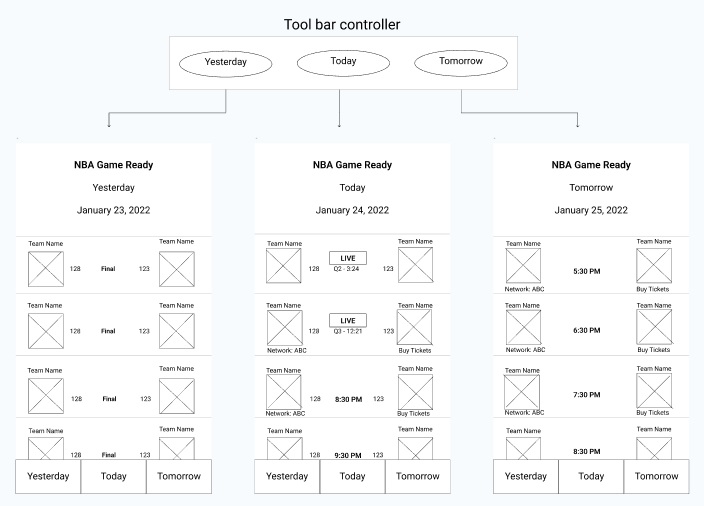 Tool bar controller
Yesterday
Today
Tomorrow
NBA Game Ready
Yesterday
January 23, 2022
Team Name
Team Name
128
Final
123
Team Name
Team Name
128
Final
123
Team Name
Team Name
128
Final
123
Team Name
Team Name
128
Final
123
Yesterday
Today
Tomorrow
NBA Game Ready
Today
January 24, 2022
Team Name
Team Name
LIVE
128
Q2 - 3:24
123
Team Name
Team Name
LIVE
128
Q3 - 12:21
123
Network: ABC
Buy Tickets
Team Name
Team Name
128
8:30 PM
123
Network: ABC
Buy Tickets
Team Name
Team Name
128
9:30 PM
123
Yesterday
Today
Tomorrow
NBA Game Ready
Tomorrow
January 25, 2022
Team Name
Team Name
5:30 PM
Network: ABC
Buy Tickets
Team Name
Team Name
6:30 PM
Network: ABC
Buy Tickets
Team Name
Team Name
7:30 PM
Network: ABC
Buy Tickets
Team Name
Team Name
8:30 PM
Yesterday
Today
Tomorrow